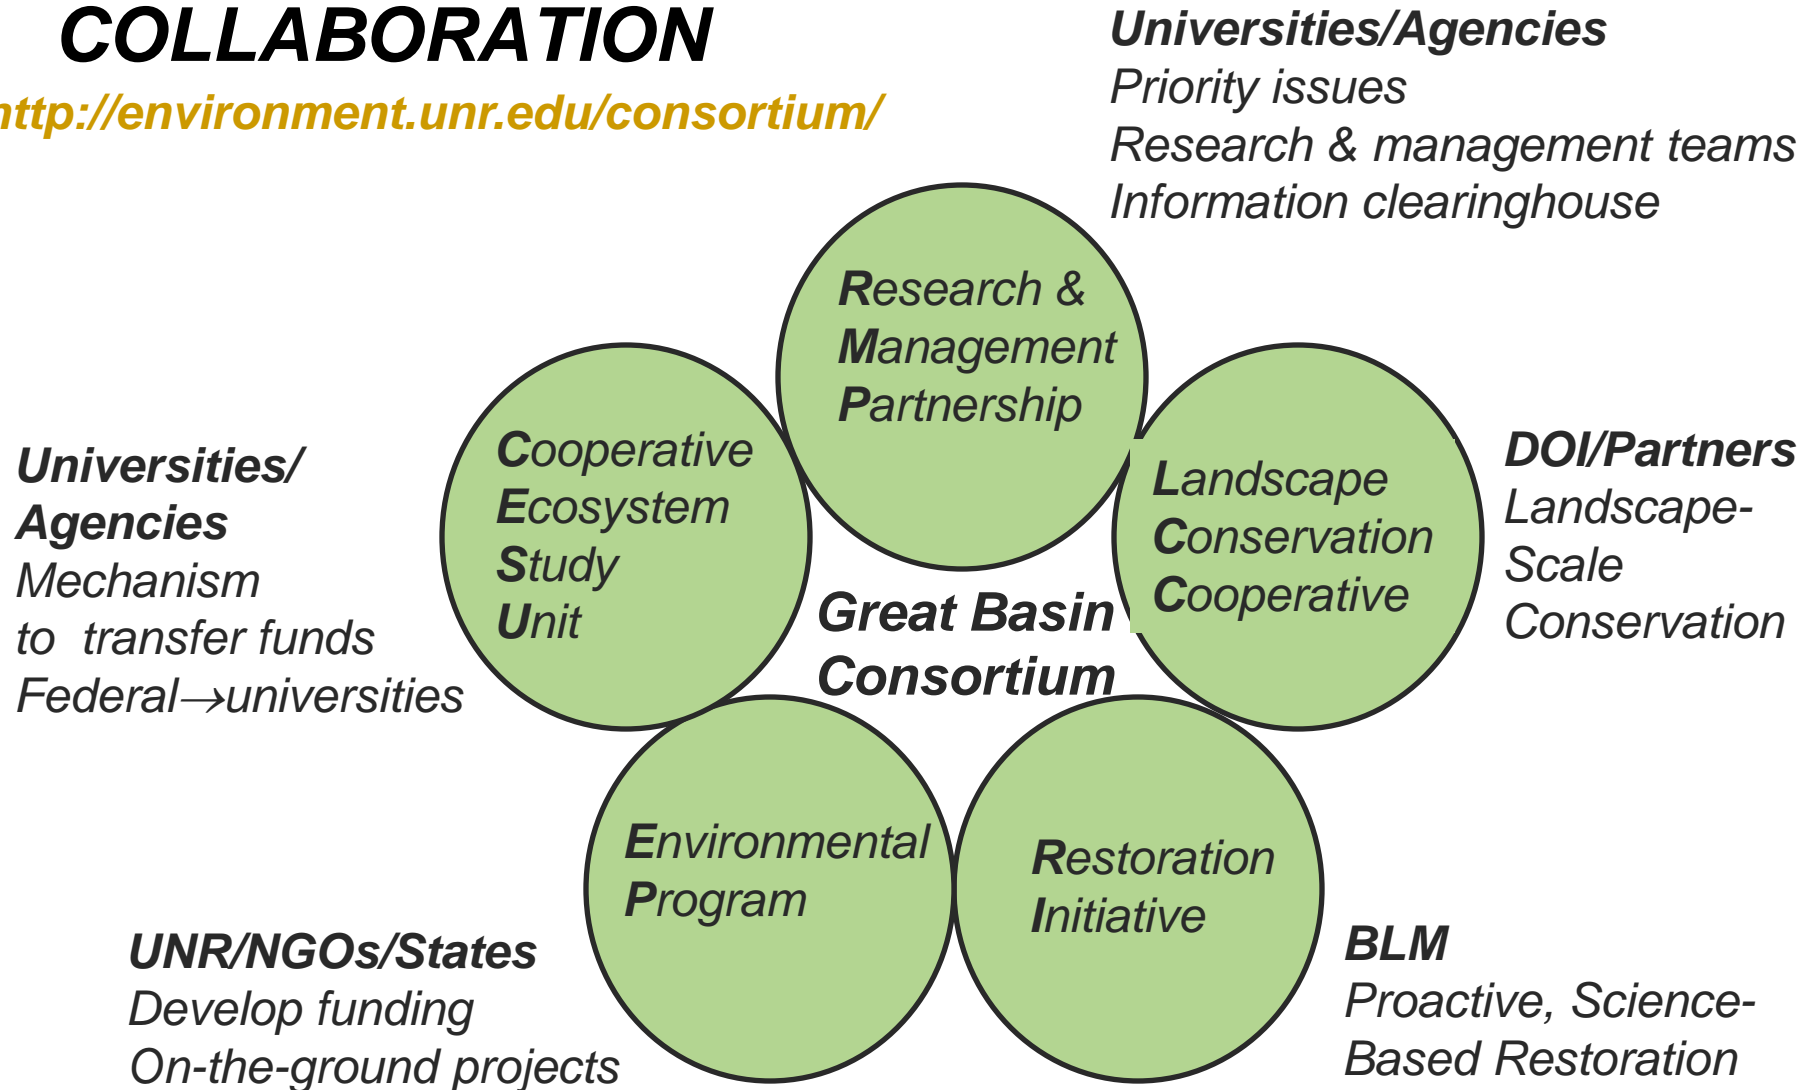 COLLABORATION
http://environment.unr.edu/consortium/
Universities/Agencies
Priority issues
Research & management teams
Information clearinghouse
Research &
Management
Partnership
Cooperative
Ecosystem
Study
Unit
Landscape
Conservation
Cooperative
Universities/
Agencies
Mechanism
to transfer funds
Federal→universities
DOI/Partners
Landscape-
Scale
Conservation
Great Basin
Consortium
Environmental
Program
Restoration
Initiative
UNR/NGOs/States
Develop funding
On-the-ground projects
BLM
Proactive, Science-
Based Restoration